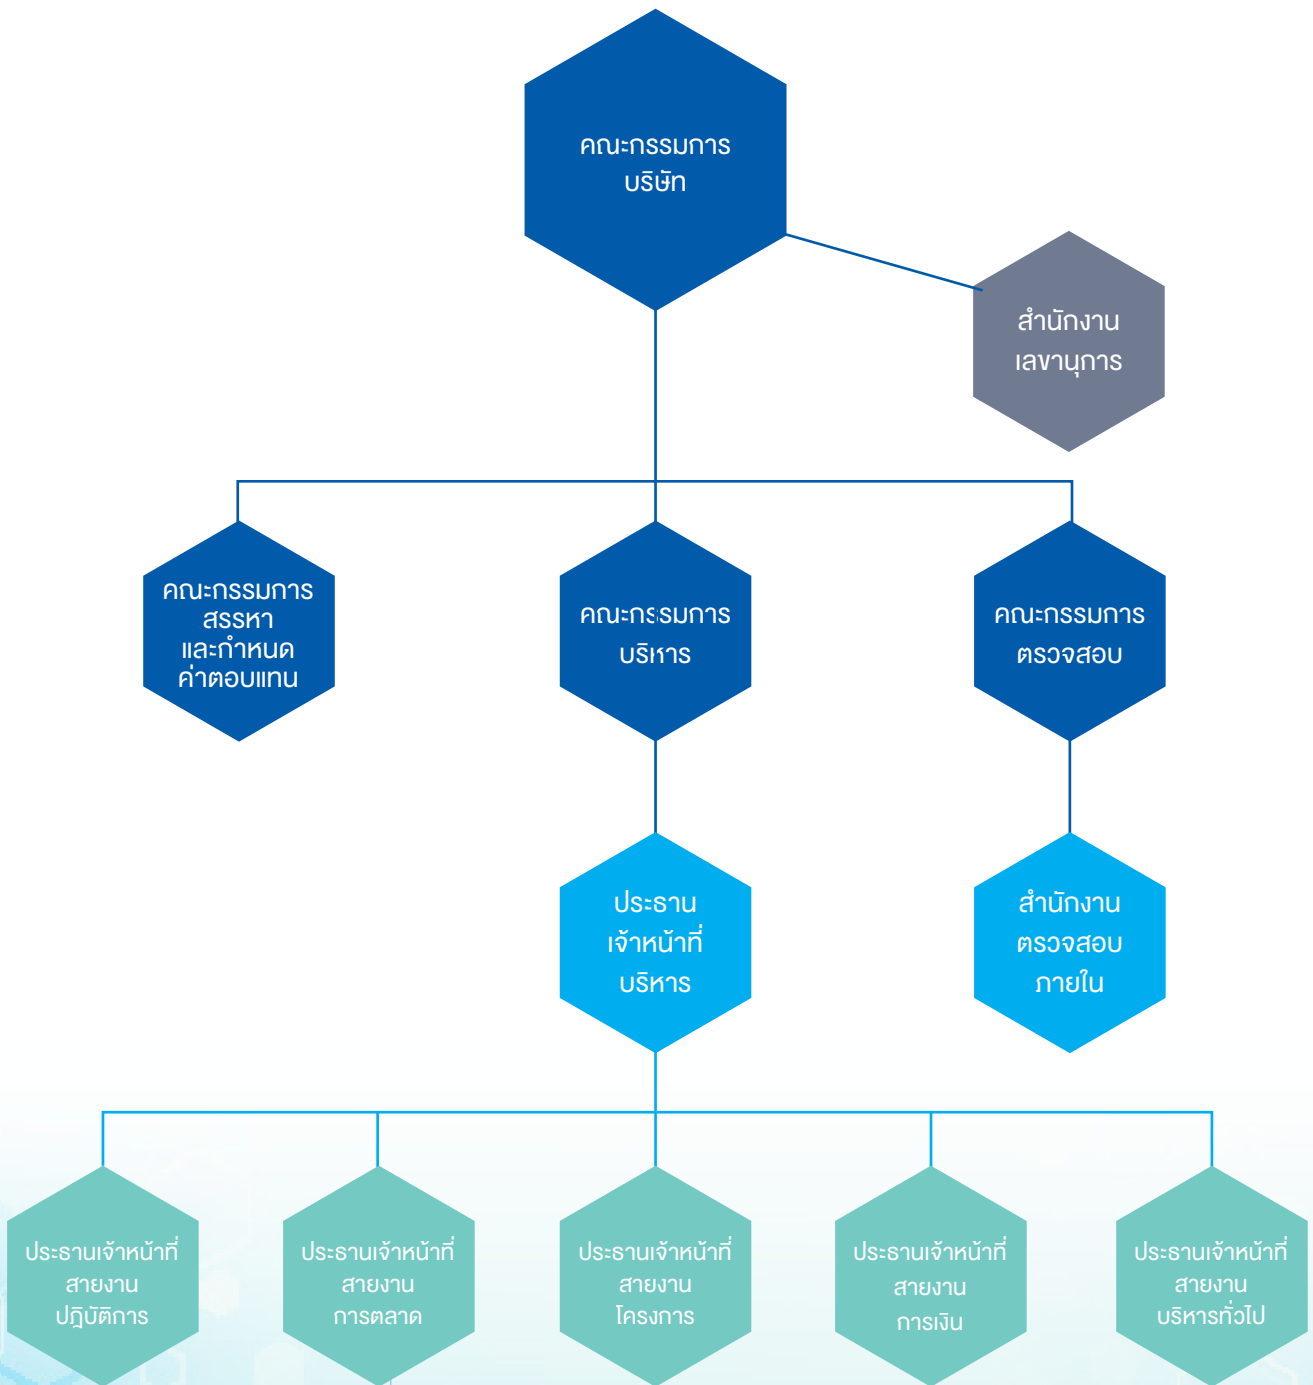 คณะกรรมการ
บริษัท
สำนักงาน
เลขานุการ
คณะกรรมการ
สรรหา
และกำหนด
ค่าตอบแทน
คณะกรรมการ
บริหาร
คณะกรรมการ
ตรวจสอบ
ประธาน
เจ้าหน้าที่
บริหาร
สำนักงาน
ตรวจสอบ
ภายใน
ประธานเจ้าหน้าที่
สายงาน
ปฎิบัติการ
ประธานเจ้าหน้าที่
สายงาน
การตลาด
ประธานเจ้าหน้าที่
สายงาน
โครงการ
ประธานเจ้าหน้าที่
สายงาน
การเงิน
ประธานเจ้าหน้าที่
สายงาน
บริหารทั่วไป